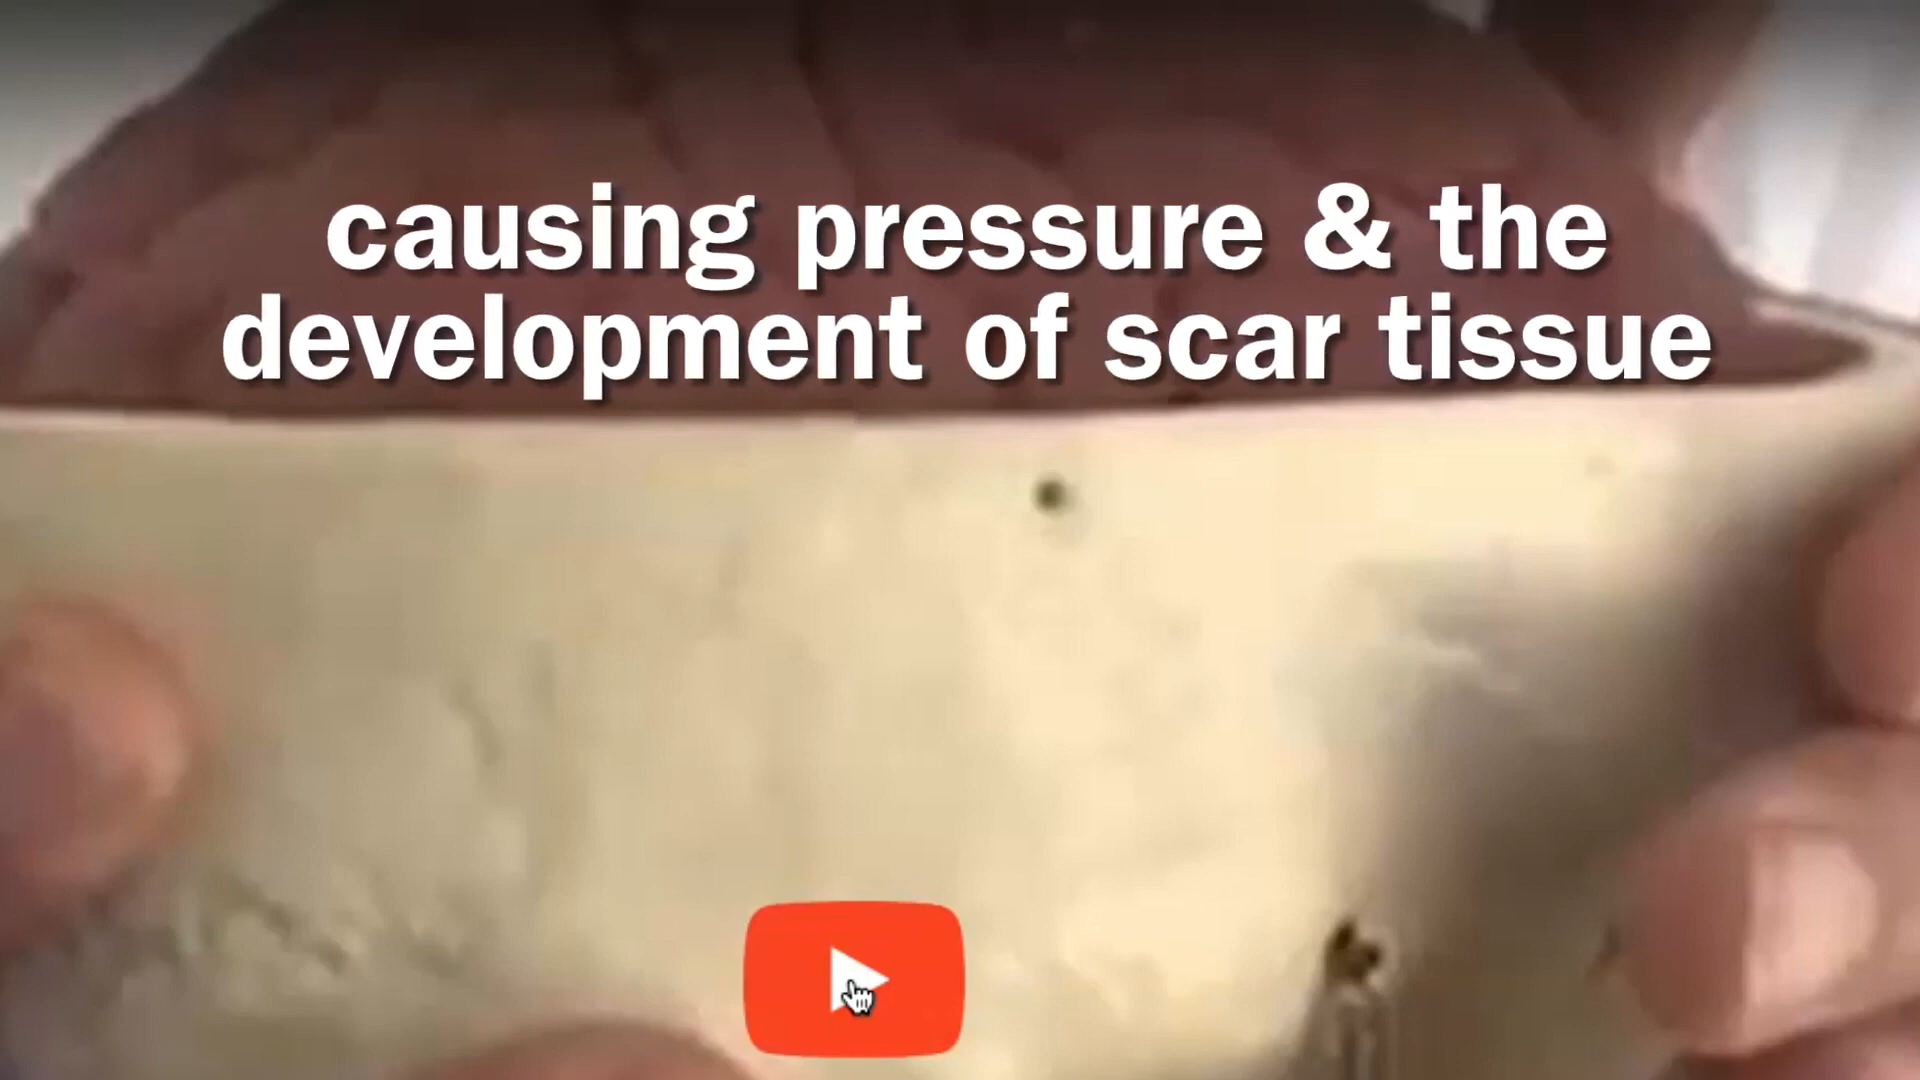 causing pressure & the
development of scar tissue